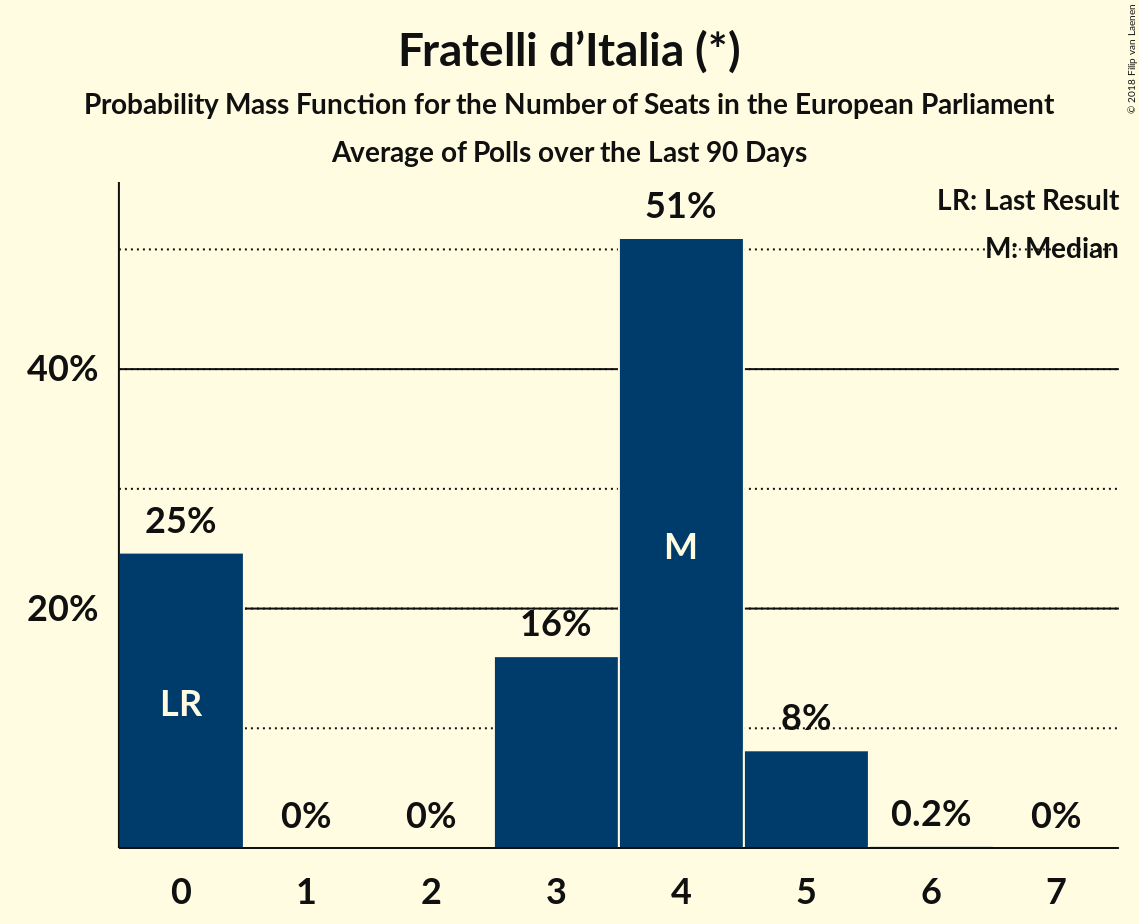 Fratelli d’Italia (*)
Probability Mass Function for the Number of Seats in the European Parliament
Average of Polls over the Last 90 Days
© 2018 Filip van Laenen
LR: Last Result
M: Median
51%
40%
25%
M
20%
16%
LR
8%
0%
0%
0.2%
0%
0 1 2 3 4 5 6 7